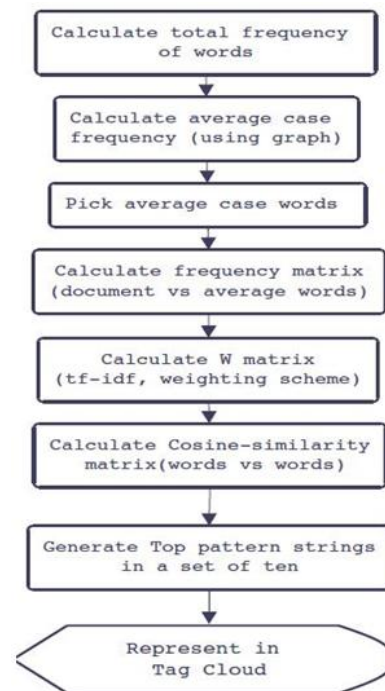 Calculate total frequency
of words
Calculate average case
frequency (using graph)
Pick average case words
Calculate frequency matrix
(document vs average words)
Calculate W matrix
(tf-idf, weighting scheme)
Calculate Cosine-similarity
matrix(words vs words)
Generate Top pattern strings
in a set of ten
Represent in
Tag Cloud